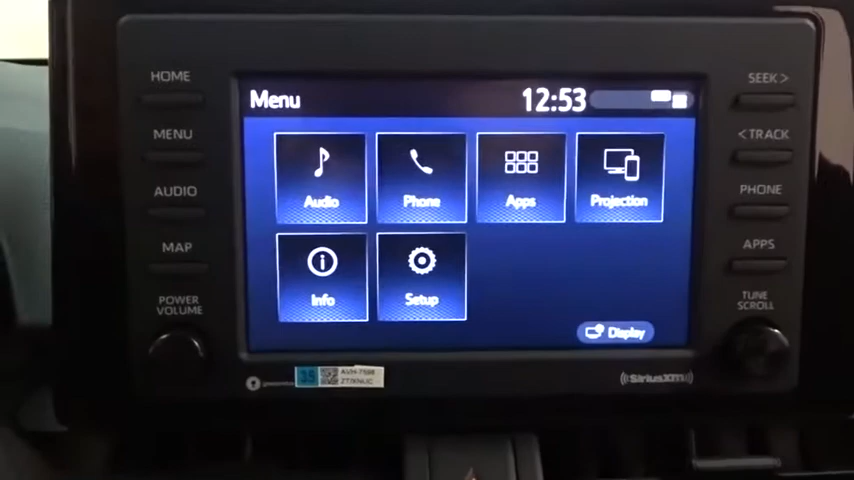 HOME
MENU
AUDIO
MAP
POWER
VOLUME
Menu
12:53
Audio
Phone
Apps
Projection
Info
Setup
Display
SEEK>
<TRACK
PHONE
APPS
TUNE
SCROLL
SiriusXM